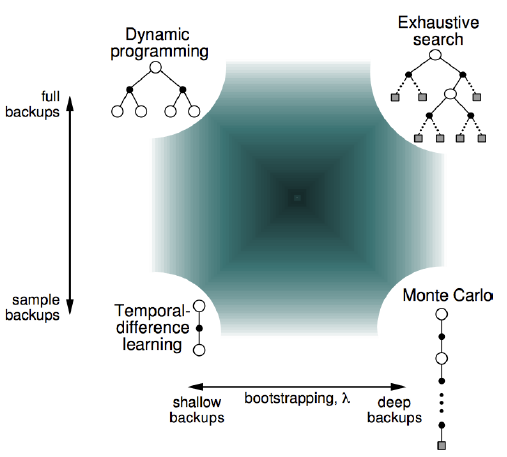 Dynamic
programming
Exhaustive
search
full
backups
sample
backups
Temporal-
difference
learning
Monte Carlo
bootstrapping, λ
shallow
backups
deep
backups